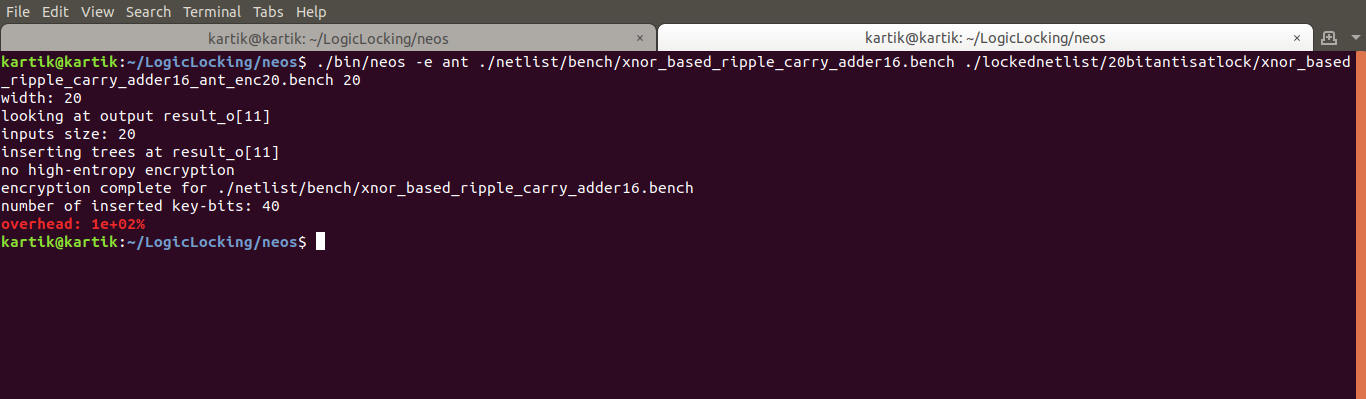 File Edit View Search Terminal Tabs Help
kartik@kartik: ~/LogicLocking/neos × kartik@kartik: ~/LogicLocking/neos ×
kartik@kartik:~/LogicLocking/neos$ ./bin/neos -e ant ./netlist/bench/xnor_based_ripple_carry_adder16.bench ./lockednetlist/20bitantisatlock/xnor_based
_ripple_carry_adder16_ant_enc20.bench 20
width: 20
looking at output result_o[11]
inputs size: 20
inserting trees at result_o[11]
no high-entropy encryption
encryption complete for ./netlist/bench/xnor_based_ripple_carry_adder16.bench
number of inserted key-bits: 40
overhead: 1e+02%
kartik@kartik:~/LogicLocking/neos$